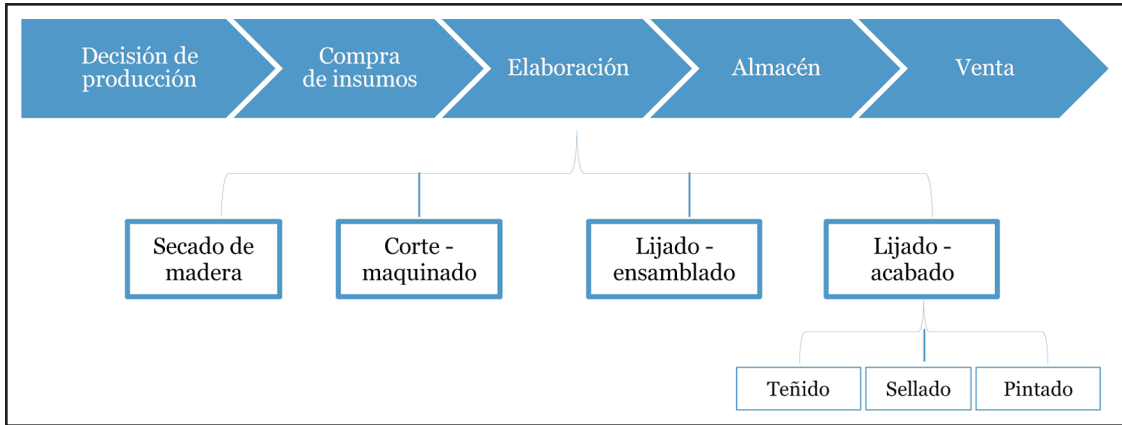 Decisión de
producción
Compra
de insumos
Elaboración
Almacén
Venta
Secado de
madera
Corte -
maquinado
Lijado -
ensamblado
Lijado -
acabado
Teñido
Sellado
Pintado